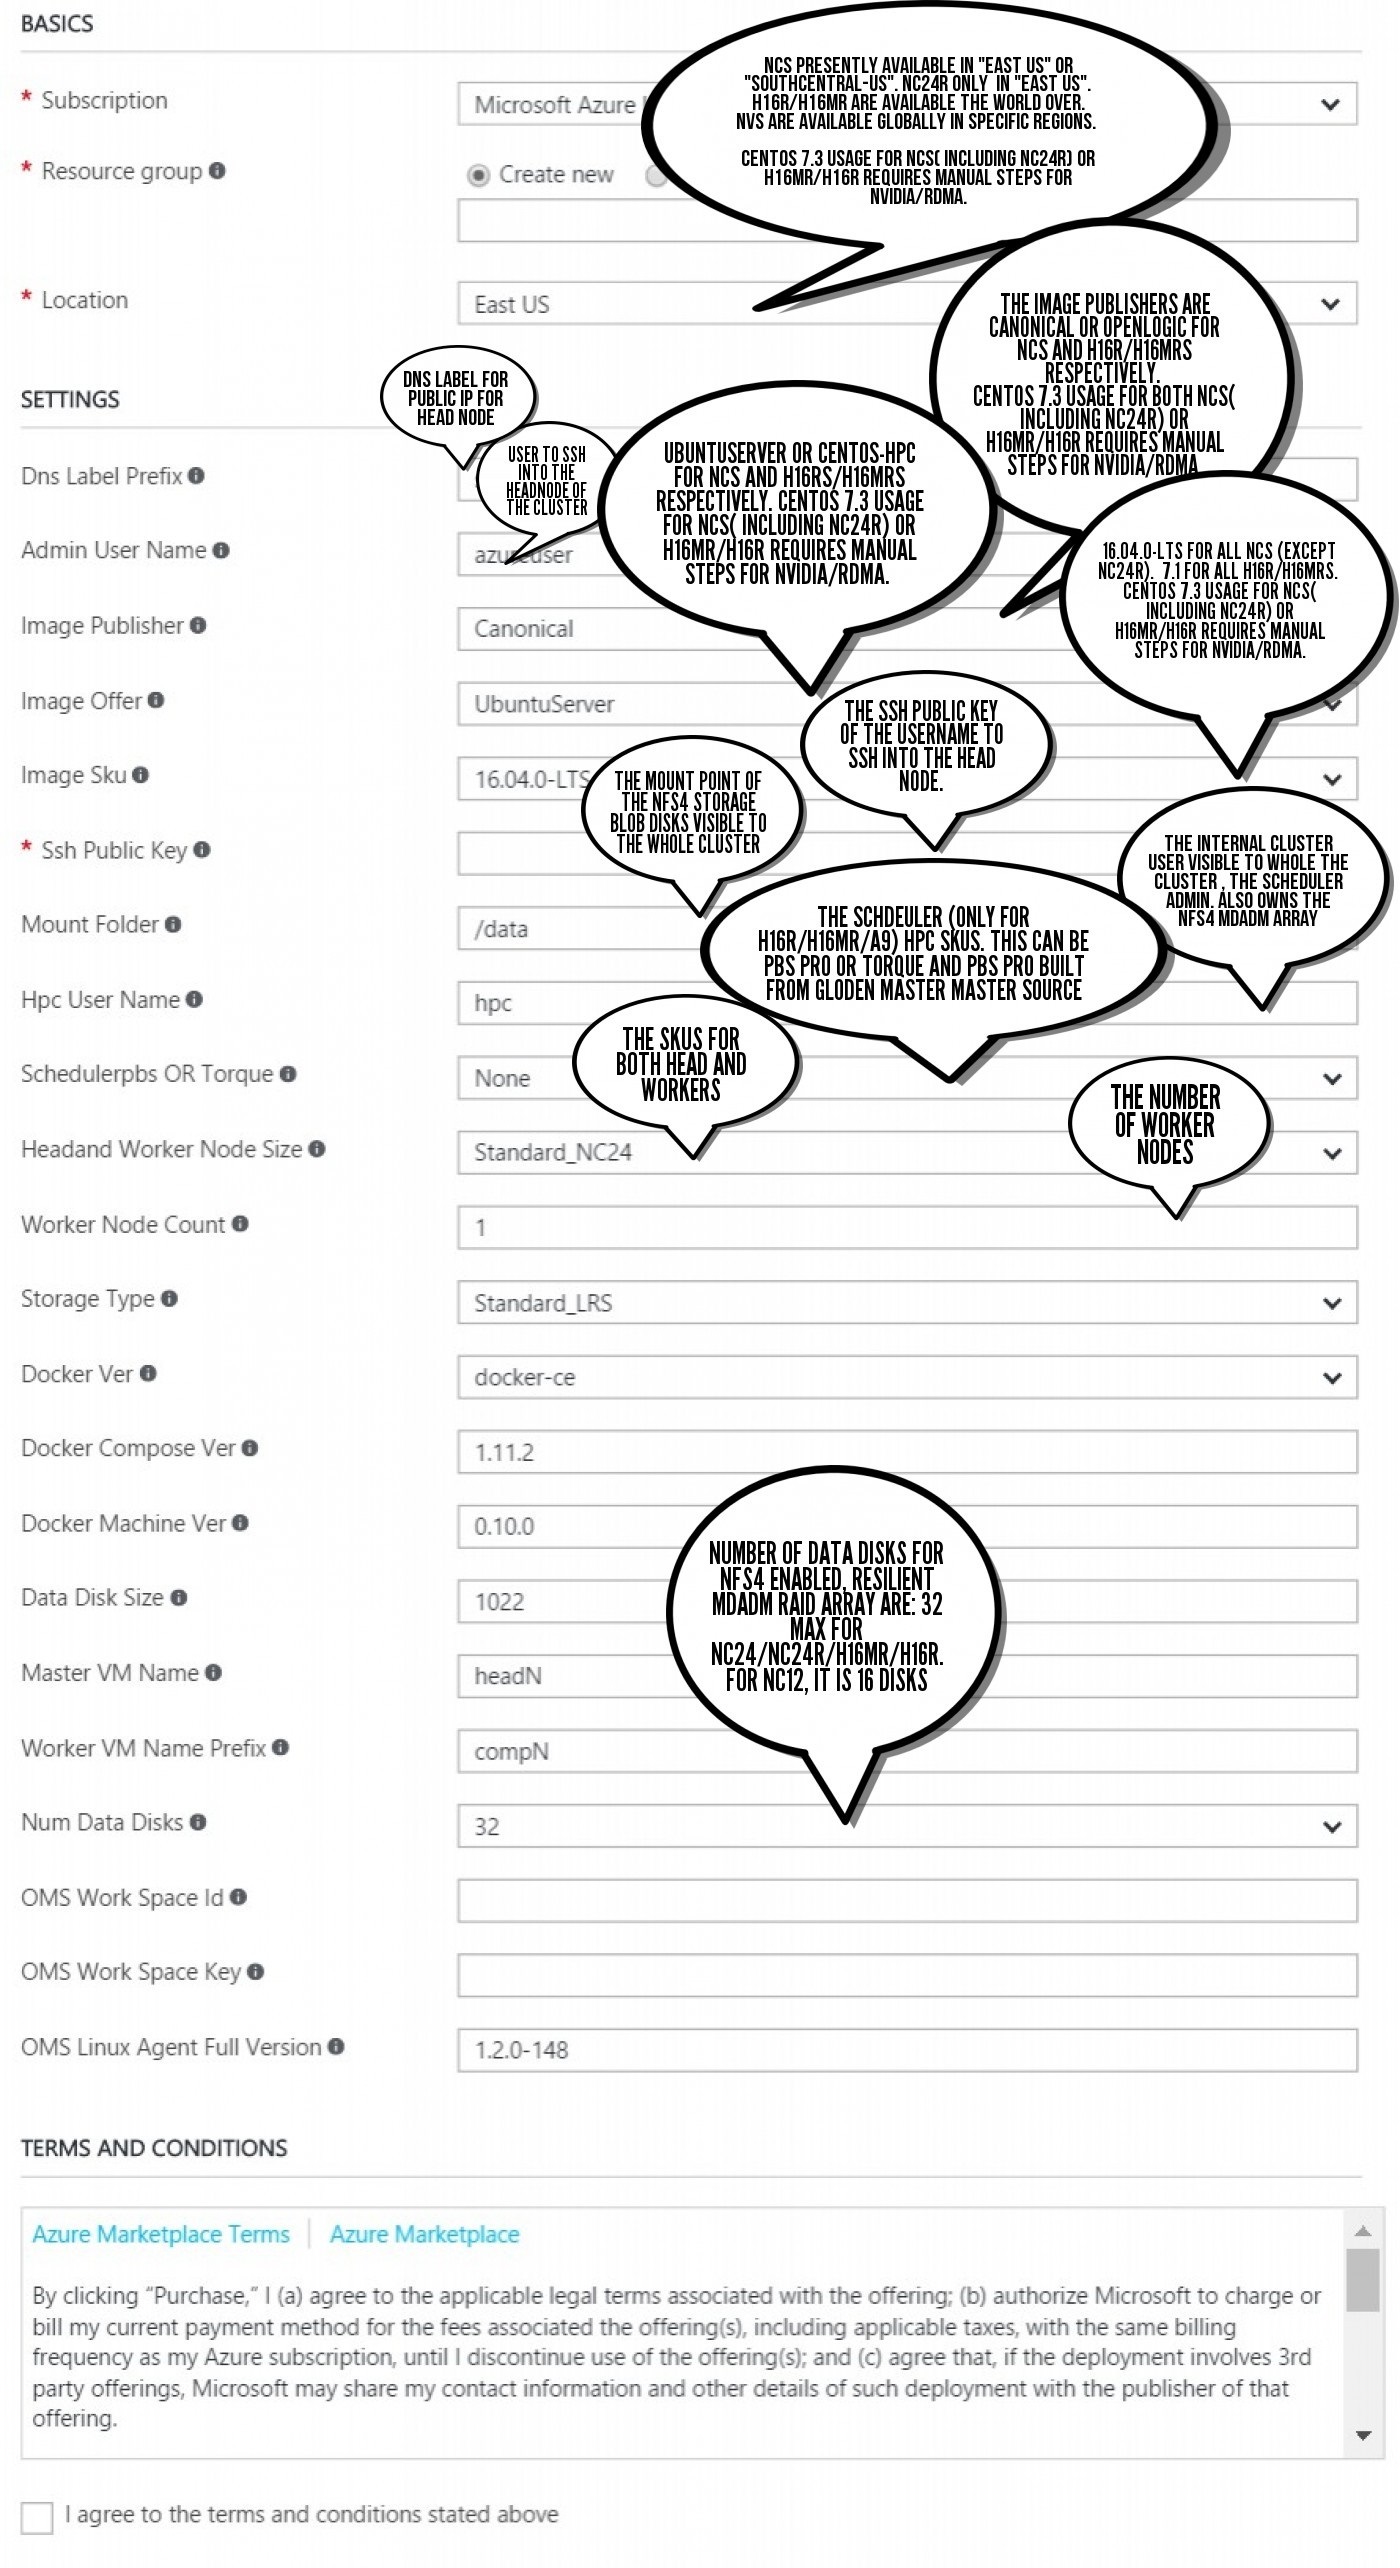 BASICS
* Subscription
Microsoft Azure
NCS PRESENTLY AVAILABLE IN "EAST US" OR
"SOUTHCENTRAL-US". NC24R ONLY IN "EAST US".
H16R/H16MR ARE AVAILABLE THE WORLD OVER.
NVS ARE AVAILABLE GLOBALLY IN SPECIFIC REGIONS.
CENTOS 7.3 USAGE FOR NCS( INCLUDING NC24R) OR
H16MR/H16R REQUIRES MANUAL STEPS FOR
NVIDIA/RDMA.
* Resource group
Create new
* Location
East US
THE IMAGE PUBLISHERS ARE
CANONICAL OR OPENLOGIC FOR
NCS AND H16R/H16MRS
RESPECTIVELY.
CENTOS 7.3 USAGE FOR BOTH NCS(
INCLUDING NC24R) OR
H16MR/H16R REQUIRES MANUAL
STEPS FOR NVIDIA/RDMA
SETTINGS
DNS LABEL FOR
PUBLIC IP FOR
HEAD NODE
USER TO SSH
INTO THE
HEADNODE OF
THE CLUSTER
UBUNTUSERVER OR CENTOS-HPC
FOR NCS AND H16RS/H16MRS
RESPECTIVELY. CENTOS 7.3 USAGE
FOR NCS( INCLUDING NC24R) OR
H16MR/H16R REQUIRES MANUAL
STEPS FOR NVIDIA/RDMA.
16.04.0-LTS FOR ALL NCS (EXCEPT
NC24R). 7.1 FOR ALL H16R/H16MRS.
CENTOS 7.3 USAGE FOR NCS(
INCLUDING NC24R) OR
H16MR/H16R REQUIRES MANUAL
STEPS FOR NVIDIA/RDMA.
Dns Label Prefix
Admin User Name
azureuser
Image Publisher
Canonical
Image Offer
UbuntuServer
THE SSH PUBLIC KEY
OF THE USERNAME TO
SSH INTO THE HEAD
NODE.
Image Sku
16.04.0-LTS
THE MOUNT POINT OF
THE NFS4 STORAGE
BLOB DISKS VISIBLE TO
THE WHOLE CLUSTER
* Ssh Public Key
THE INTERNAL CLUSTER
USER VISIBLE TO WHOLE THE
CLUSTER , THE SCHEDULER
ADMIN. ALSO OWNS THE
NFS4 MDADM ARRAY
Mount Folder
/data
THE SCHDEULER (ONLY FOR
H16R/H16MR/A9) HPC SKUS. THIS CAN BE
PBS PRO OR TORQUE AND PBS PRO BUILT
FROM GLODEN MASTER MASTER SOURCE
Hpc User Name
hpc
THE SKUS FOR
BOTH HEAD AND
WORKERS
Schedulerpbs OR Torque
None
THE NUMBER
OF WORKER
NODES
Headand Worker Node Size
Standard_NC24
Worker Node Count
1
Storage Type
Standard_LRS
Docker Ver
docker-ce
Docker Compose Ver
1.11.2
Docker Machine Ver
0.10.0
NUMBER OF DATA DISKS FOR
NFS4 ENABLED, RESILIENT
MDADM RAID ARRAY ARE: 32
MAX FOR
NC24/NC24R/H16MR/H16R.
FOR NC12, IT IS 16 DISKS
Data Disk Size
1022
Master VM Name
headN
Worker VM Name Prefix
compN
Num Data Disks
32
OMS Work Space Id
OMS Work Space Key
OMS Linux Agent Full Version
1.2.0-148
TERMS AND CONDITIONS
Azure Marketplace Terms
Azure Marketplace
By clicking “Purchase,” I (a) agree to the applicable legal terms associated with the offering; (b) authorize Microsoft to charge or
bill my current payment method for the fees associated the offering(s), including applicable taxes, with the same billing
frequency as my Azure subscription, until I discontinue use of the offering(s); and (c) agree that, if the deployment involves 3rd
party offerings, Microsoft may share my contact information and other details of such deployment with the publisher of that
offering.
I agree to the terms and conditions stated above